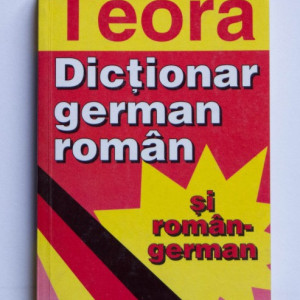 Teora
Dicționar
german
român
și
român-
german